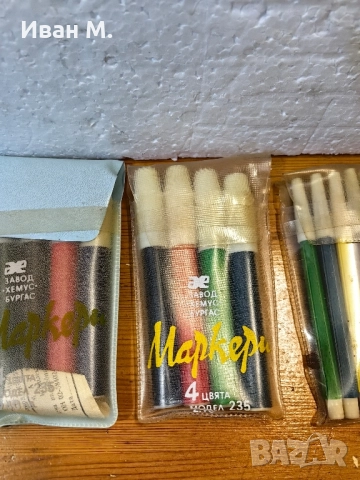 Иван М.
æ
ЗАВОД
"ХЕМУС"
БУРГАС
Маркери
æ
ЗАВОД
"ХЕМУС"
БУРГАС
Маркери
4 ЦВЯТА
МОДЕЛ 235
BAZAR